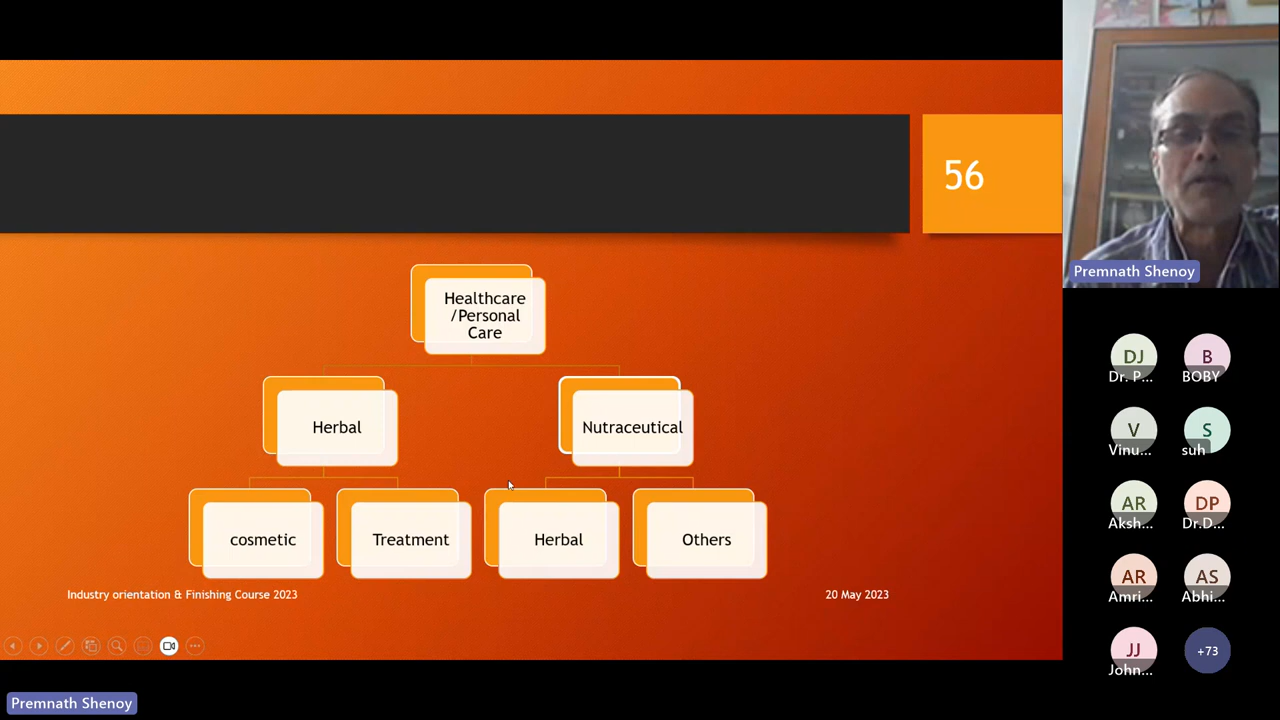 56
Healthcare
/Personal
Care
Herbal
Nutraceutical
cosmetic
Treatment
Herbal
Others
Industry orientation & Finishing Course 2023
20 May 2023
Premnath Shenoy
DJ
Dr. P...
B
BOBY
V
Vinu...
S
suh
AR
Aksh...
DP
Dr.D...
AR
Amri...
AS
Abhi...
JJ
John...
+73
Premnath Shenoy